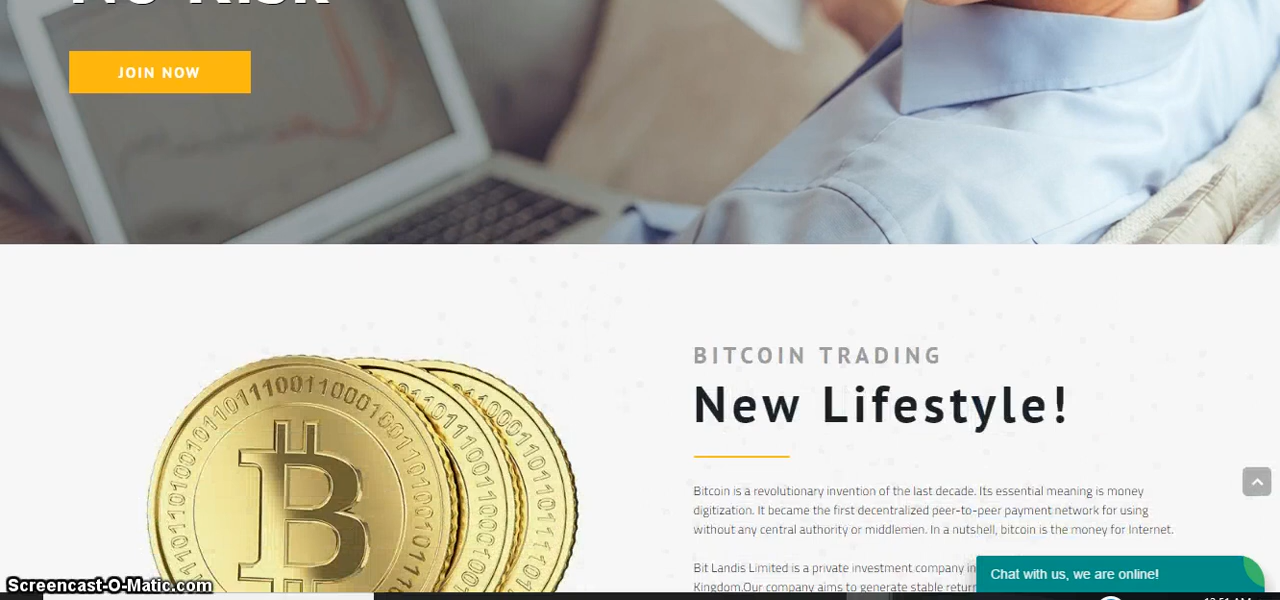 No Risk
JOIN NOW
BITCOIN TRADING
New Lifestyle!
Bitcoin is a revolutionary invention of the last decade. Its essential meaning is money
digitization. It became the first decentralized peer-to-peer payment network for using
without any central authority or middlemen. In a nutshell, bitcoin is the money for Internet.
Bit Landis Limited is a private investment company in
Kingdom.Our company aims to generate stable return
Chat with us, we are online!
Screencast-O-Matic.com